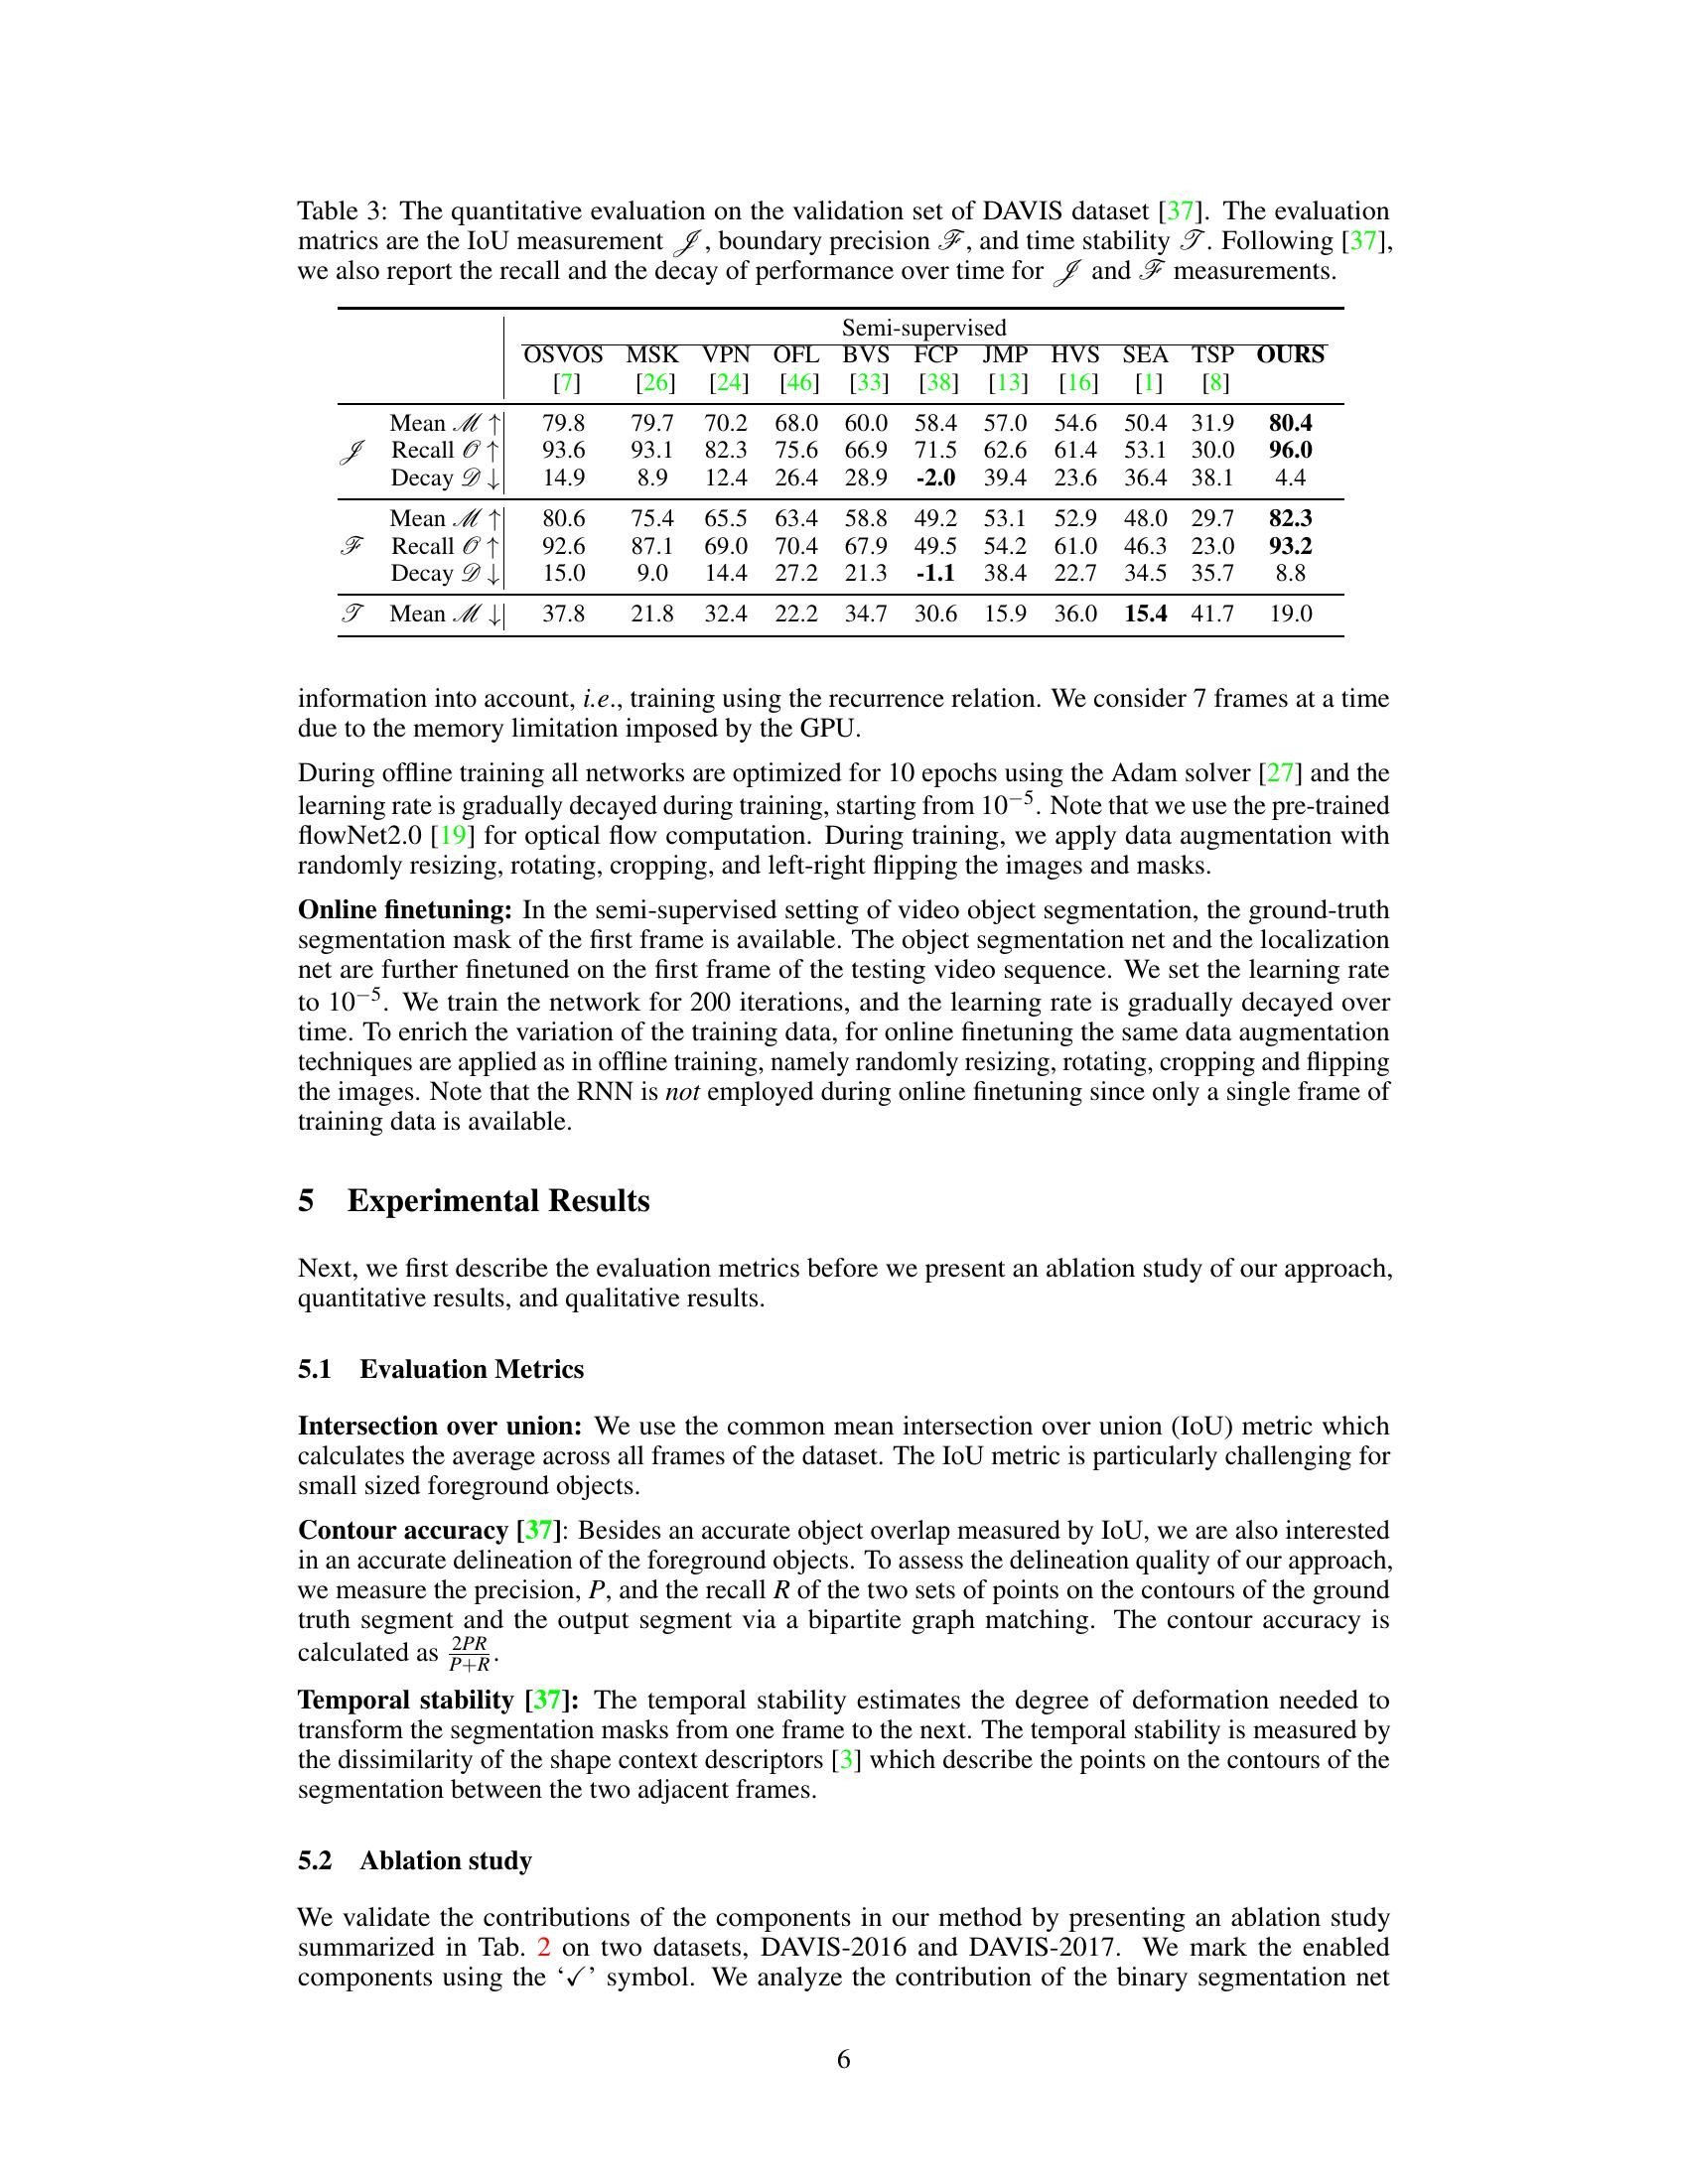 Table 3: The quantitative evaluation on the validation set of DAVIS dataset [37]. The evaluation
matrics are the IoU measurement 𝒥, boundary precision ℱ, and time stability 𝒯. Following [37],
we also report the recall and the decay of performance over time for 𝒥 and ℱ measurements.
Semi-supervised
OSVOS MSK VPN OFL BVS FCP JMP HVS SEA TSP OURS
[7] [26] [24] [46] [33] [38] [13] [16] [1] [8]
Mean ℳ ↑ 79.8 79.7 70.2 68.0 60.0 58.4 57.0 54.6 50.4 31.9 80.4
𝒥 Recall 𝒪 ↑ 93.6 93.1 82.3 75.6 66.9 71.5 62.6 61.4 53.1 30.0 96.0
Decay 𝒟 ↓ 14.9 8.9 12.4 26.4 28.9 -2.0 39.4 23.6 36.4 38.1 4.4
Mean ℳ ↑ 80.6 75.4 65.5 63.4 58.8 49.2 53.1 52.9 48.0 29.7 82.3
ℱ Recall 𝒪 ↑ 92.6 87.1 69.0 70.4 67.9 49.5 54.2 61.0 46.3 23.0 93.2
Decay 𝒟 ↓ 15.0 9.0 14.4 27.2 21.3 -1.1 38.4 22.7 34.5 35.7 8.8
𝒯 Mean ℳ ↓ 37.8 21.8 32.4 22.2 34.7 30.6 15.9 36.0 15.4 41.7 19.0
information into account, i.e., training using the recurrence relation. We consider 7 frames at a time
due to the memory limitation imposed by the GPU.
During offline training all networks are optimized for 10 epochs using the Adam solver [27] and the
learning rate is gradually decayed during training, starting from 10⁻⁵. Note that we use the pre-trained
flowNet2.0 [19] for optical flow computation. During training, we apply data augmentation with
randomly resizing, rotating, cropping, and left-right flipping the images and masks.
Online finetuning: In the semi-supervised setting of video object segmentation, the ground-truth
segmentation mask of the first frame is available. The object segmentation net and the localization
net are further finetuned on the first frame of the testing video sequence. We set the learning rate
to 10⁻⁵. We train the network for 200 iterations, and the learning rate is gradually decayed over
time. To enrich the variation of the training data, for online finetuning the same data augmentation
techniques are applied as in offline training, namely randomly resizing, rotating, cropping and flipping
the images. Note that the RNN is not employed during online finetuning since only a single frame of
training data is available.
5 Experimental Results
Next, we first describe the evaluation metrics before we present an ablation study of our approach,
quantitative results, and qualitative results.
5.1 Evaluation Metrics
Intersection over union: We use the common mean intersection over union (IoU) metric which
calculates the average across all frames of the dataset. The IoU metric is particularly challenging for
small sized foreground objects.
Contour accuracy [37]: Besides an accurate object overlap measured by IoU, we are also interested
in an accurate delineation of the foreground objects. To assess the delineation quality of our approach,
we measure the precision, P, and the recall R of the two sets of points on the contours of the ground
truth segment and the output segment via a bipartite graph matching. The contour accuracy is
calculated as 2PR/P+R.
Temporal stability [37]: The temporal stability estimates the degree of deformation needed to
transform the segmentation masks from one frame to the next. The temporal stability is measured by
the dissimilarity of the shape context descriptors [3] which describe the points on the contours of the
segmentation between the two adjacent frames.
5.2 Ablation study
We validate the contributions of the components in our method by presenting an ablation study
summarized in Tab. 2 on two datasets, DAVIS-2016 and DAVIS-2017. We mark the enabled
components using the ‘✓’ symbol. We analyze the contribution of the binary segmentation net
6